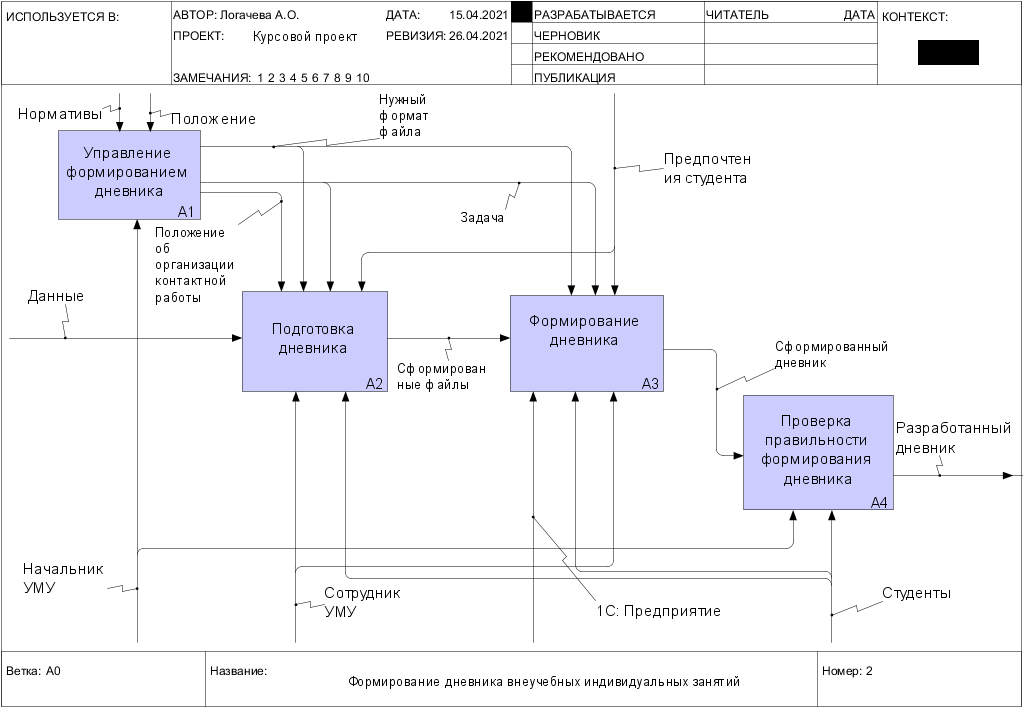 ИСПОЛЬЗУЕТСЯ В:
АВТОР: Логачева А.О.
ДАТА: 15.04.2021
РАЗРАБАТЫВАЕТСЯ
ЧИТАТЕЛЬ
ДАТА
КОНТЕКСТ:
ПРОЕКТ: Курсовой проект
РЕВИЗИЯ: 26.04.2021
ЧЕРНОВИК
РЕКОМЕНДОВАНО
ЗАМЕЧАНИЯ: 1 2 3 4 5 6 7 8 9 10
ПУБЛИКАЦИЯ
Нормативы
Положение
Нужный
формат
файла
Управление
формированием
дневника
A1
Предпочтен
ия студента
Задача
Положение
об
организации
контактной
работы
Данные
Подготовка
дневника
A2
Формирование
дневника
A3
Сформирован
ные файлы
Сформированный
дневник
Проверка
правильности
формирования
дневника
A4
Разработанный
дневник
Начальник
УМУ
Сотрудник
УМУ
1С: Предприятие
Студенты
Ветка: A0
Название:
Формирование дневника внеучебных индивидуальных занятий
Номер: 2